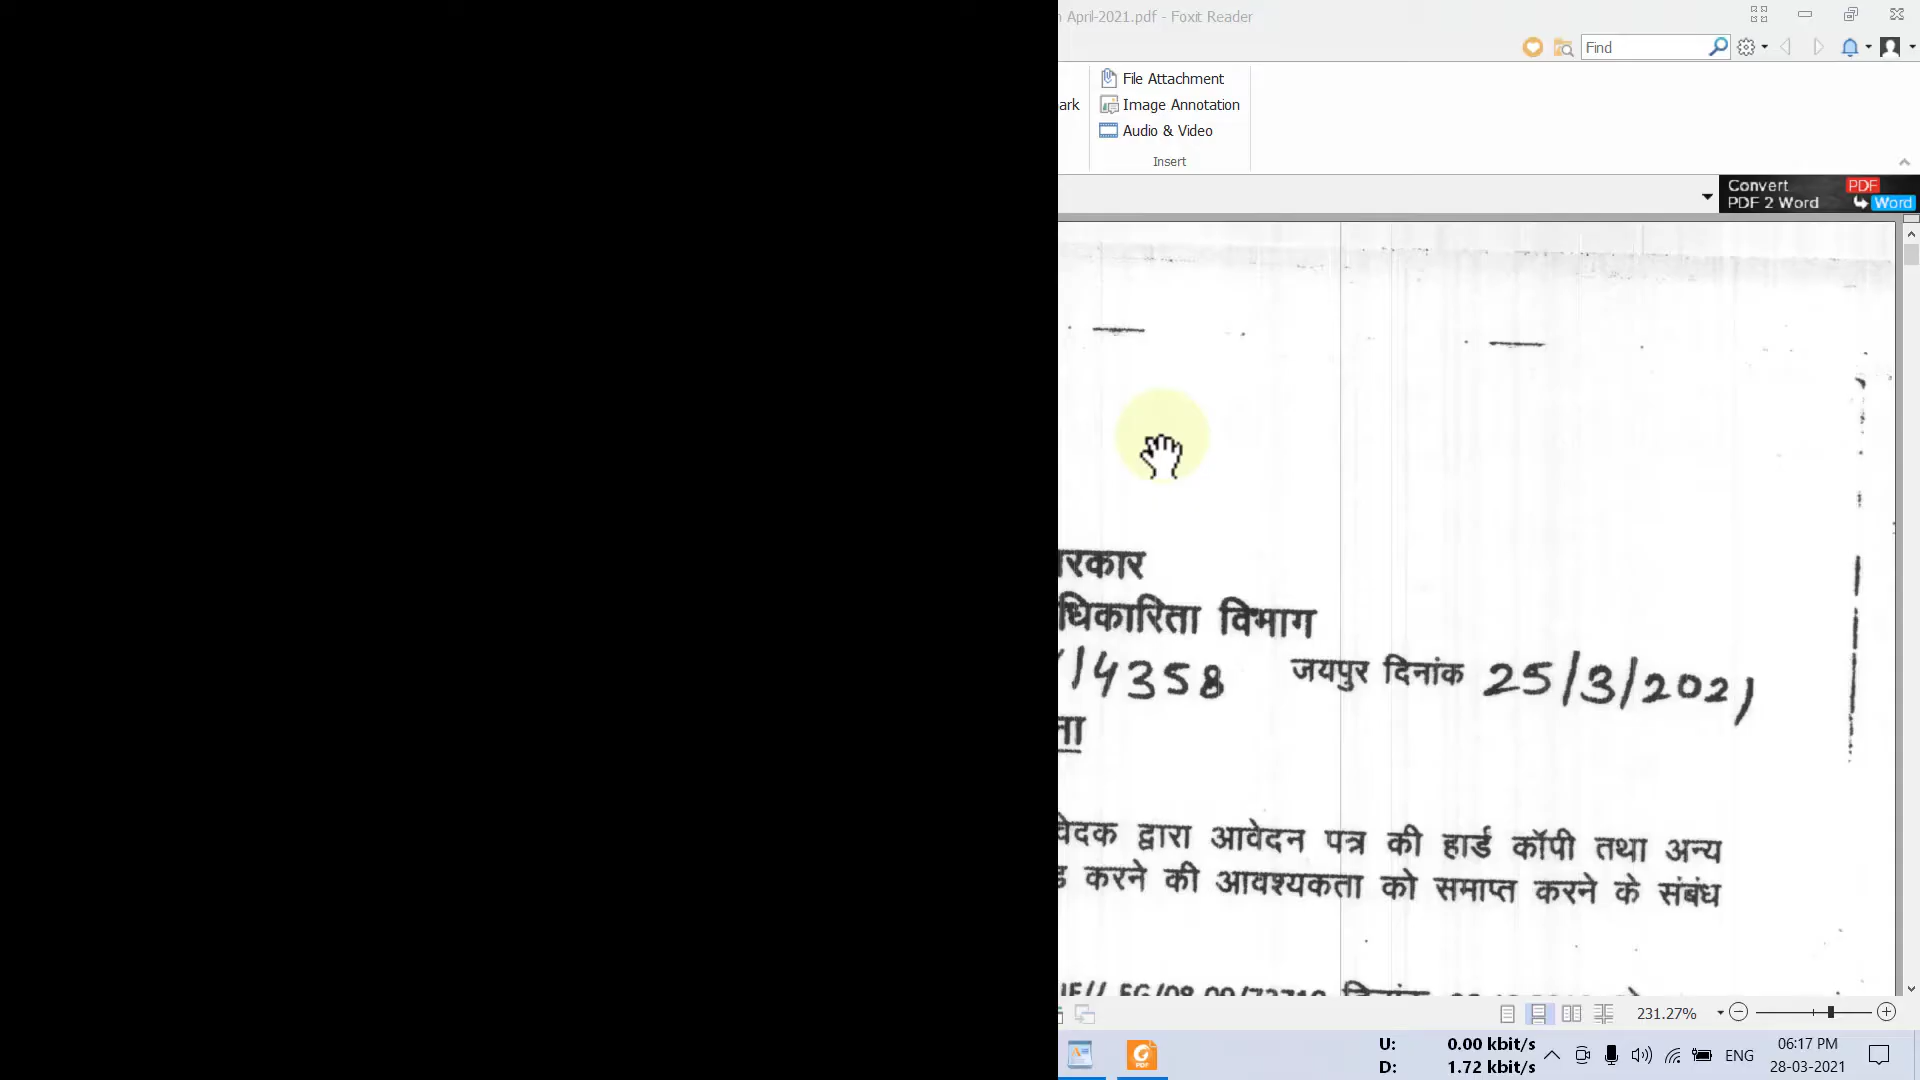 April-2021.pdf - Foxit Reader
Find
File Attachment
ark
Image Annotation
Audio & Video
Insert
Convert PDF
PDF 2 Word Word
रकार
धिकारिता विभाग
/4358 जयपुर दिनांक 25/3/2021
ता
वेदक द्वारा आवेदन पत्र की हार्ड कॉपी तथा अन्य
करने की आवश्यकता को समाप्त करने के संबंध
231.27%
U: 0.00 kbit/s
D: 1.72 kbit/s
ENG
06:17 PM
28-03-2021